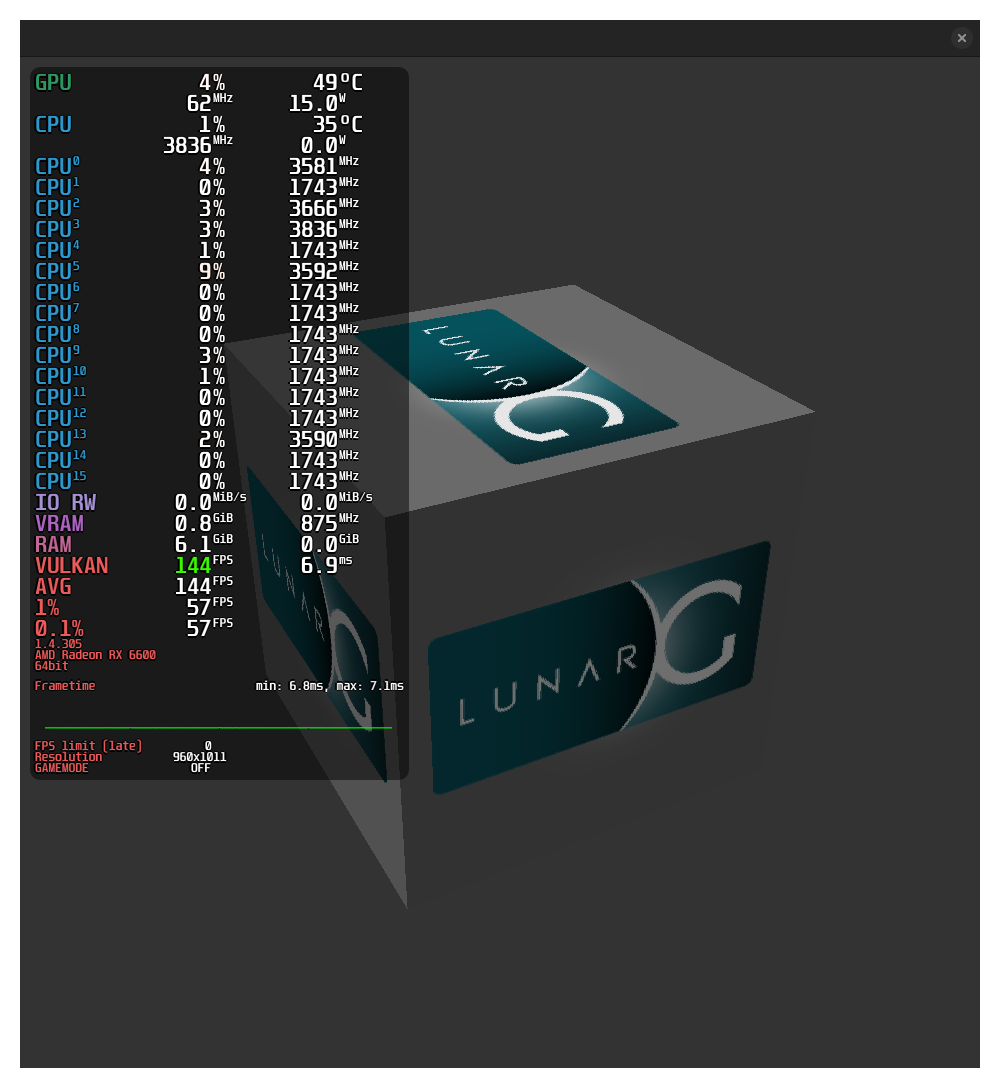 GPU 4% 49°C
62MHz 15.0W
CPU 1% 35°C
3836MHz 0.0W
CPU0 4% 3581MHz
CPU1 0% 1743MHz
CPU2 3% 3666MHz
CPU3 3% 3836MHz
CPU4 1% 1743MHz
CPU5 9% 3592MHz
CPU6 0% 1743MHz
CPU7 0% 1743MHz
CPU8 0% 1743MHz
CPU9 3% 1743MHz
CPU10 1% 1743MHz
CPU11 0% 1743MHz
CPU12 0% 1743MHz
CPU13 2% 3590MHz
CPU14 0% 1743MHz
CPU15 0% 1743MHz
IO RW 0.0MiB/s 0.0MiB/s
VRAM 0.8GiB 875MHz
RAM 6.1GiB 0.0GiB
VULKAN 144FPS 6.9ms
AVG 144FPS
1% 57FPS
0.1% 57FPS
1.4.305
AMD Radeon RX 6600
64bit
Frametime min: 6.8ms, max: 7.1ms
FPS limit (late) 0
Resolution 960x1011
GAMEMODE OFF
LUNAR G
LUNAR G
LUNAR G